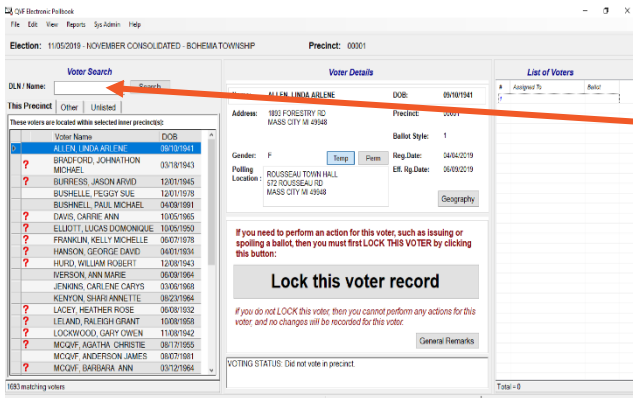 QVF Electronic Pollbook
File Edit View Reports Sys Admin Help
Election: 11/05/2019 - NOVEMBER CONSOLIDATED - BOHEMIA TOWNSHIP Precinct: 00001
Voter Search
DLN / Name: Search
This Precinct Other Unlisted
These voters are located within selected inner precinct(s):
Voter Name DOB
ALLEN, LINDA ARLENE 09/10/1941
? BRADFORD, JOHNATHON MICHAEL 03/18/1943
? BURRESS, JASON ARVID 12/01/1945
BUSHELLE, PEGGY SUE 12/01/1978
BUSHNELL, PAUL MICHAEL 04/09/1991
? DAVIS, CARRIE ANN 10/05/1965
? ELLIOTT, LUCAS DOMONIQUE 10/05/1950
? FRANKLIN, KELLY MICHELLE 06/07/1978
? HANSON, GEORGE DAVID 04/01/1934
? HURD, WILLIAM ROBERT 12/08/1943
IVERSON, ANN MARIE 06/09/1964
JENKINS, CARLENE CARYS 03/06/1968
KENYON, SHARI ANNETTE 08/23/1964
? LACEY, HEATHER ROSE 06/08/1932
? LELAND, RALEIGH GRANT 10/08/1958
? LOCKWOOD, GARY OWEN 11/08/1942
? MCQVF, AGATHA CHRISTIE 08/17/1955
MCQVF, ANDERSON JAMES 08/07/1981
? MCQVF, BARBARA ANN 03/12/1964
1693 matching voters
Voter Details
ALLEN, LINDA ARLENE DOB: 09/10/1941
Address: 1893 FORESTRY RD
MASS CITY MI 49948
Precinct:
Ballot Style: 1
Gender: F Temp Perm Reg.Date: 04/04/2019
Polling Location: ROUSSEAU TOWN HALL
572 ROUSSEAU RD
MASS CITY MI 49948
Eff. Rg.Date: 06/09/2019
Geography
If you need to perform an action for this voter, such as issuing or
spoiling a ballot, then you must first LOCK THIS VOTER by clicking
this button:
Lock this voter record
If you do not LOCK this voter, then you cannot perform any actions for this
voter, and no changes will be recorded for this voter.
General Remarks
VOTING STATUS: Did not vote in precinct.
List of Voters
# Assigned To Ballot
Total = 0